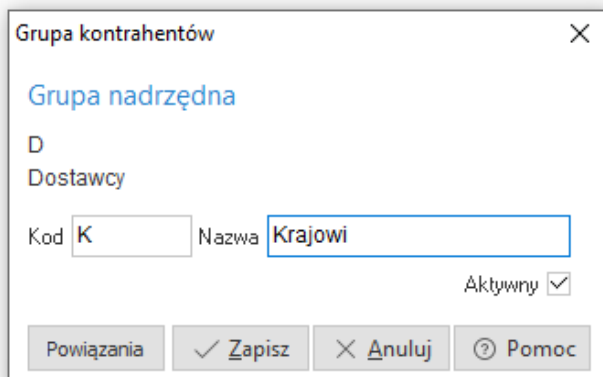 Grupa kontrahentów
Grupa nadrzędna
D
Dostawcy
Kod K Nazwa Krajowi
Aktywny
Powiązania Zapisz Anuluj Pomoc